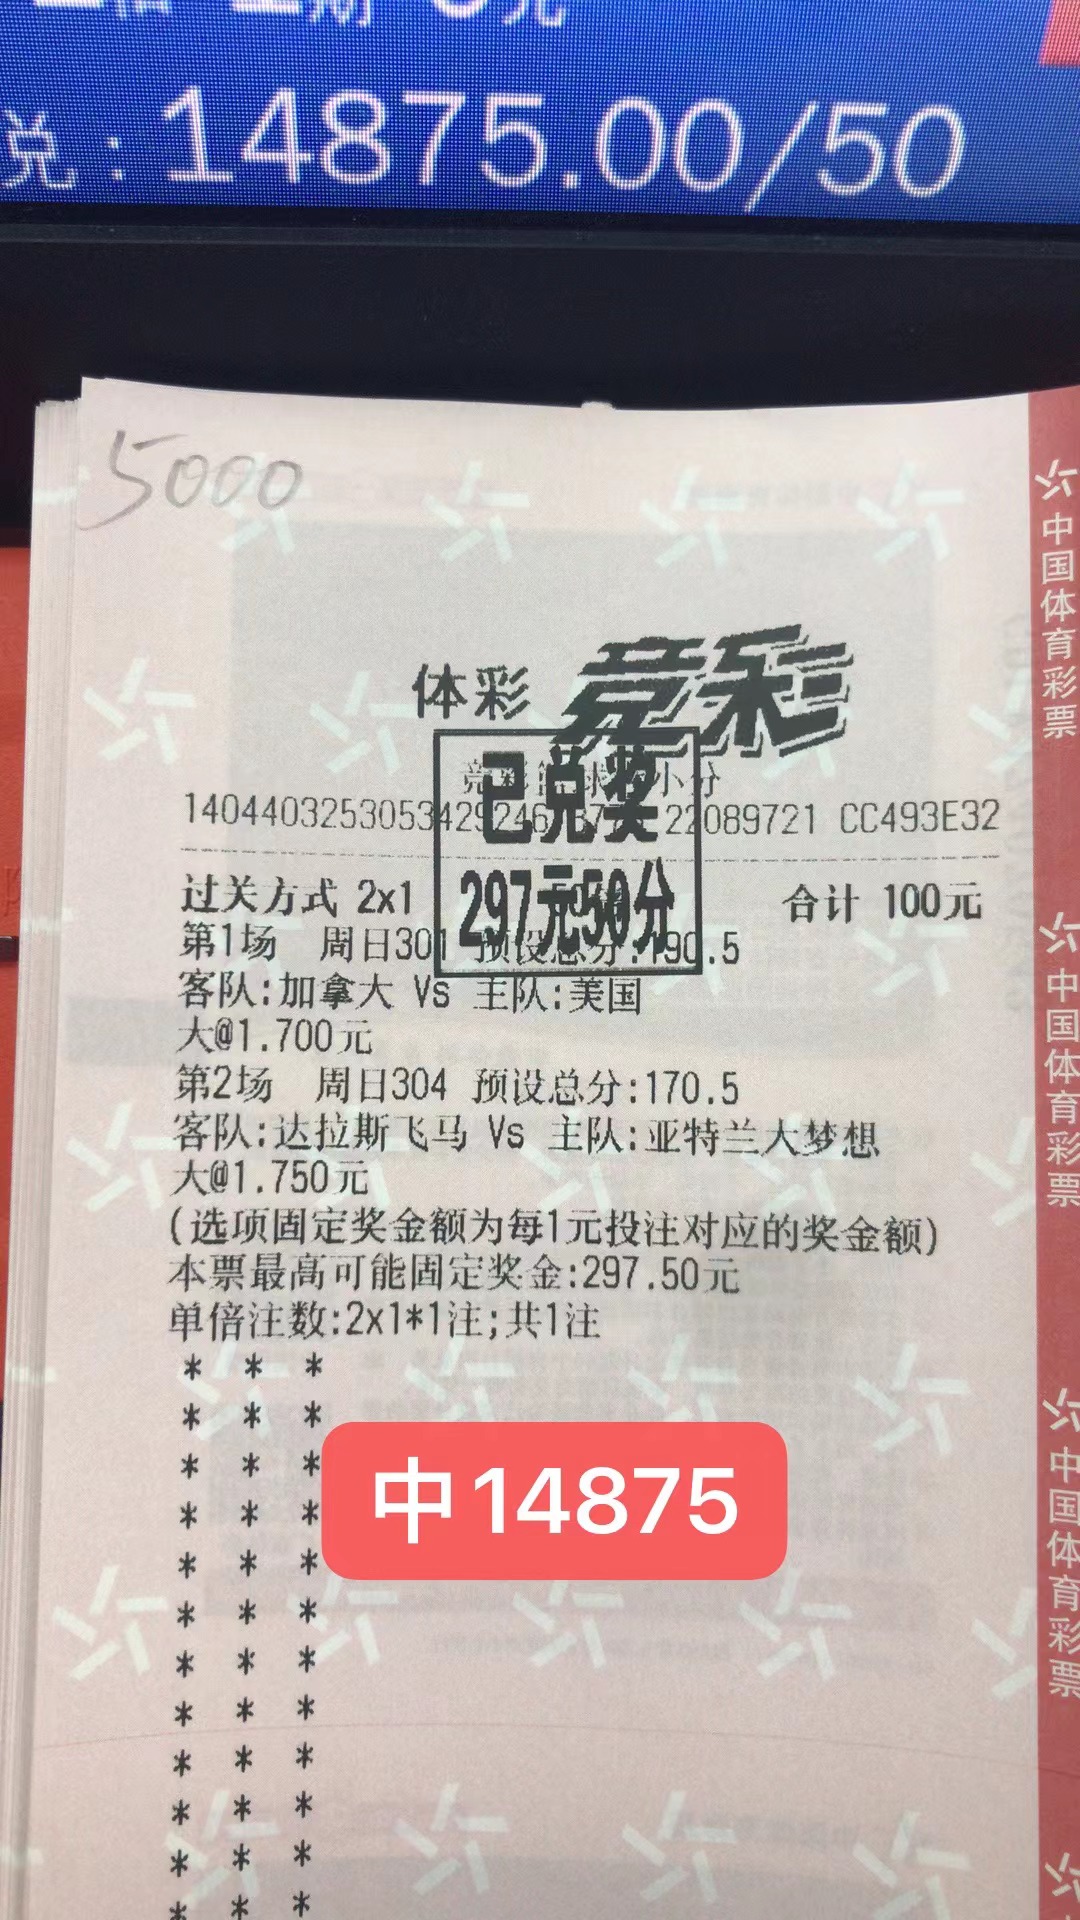 兑:14875.00/50
5000
体彩 竞彩
已兑奖
22089721 CC493E32
297元50分
过关方式 2x1
合计 100元
第1场 周日301 预设总分:190.5
客队:加拿大 Vs 主队:美国
大@1.700元
第2场 周日304 预设总分:170.5
客队:达拉斯飞马 Vs 主队:亚特兰大梦想
大@1.750元
(选项固定奖金额为每1元投注对应的奖金额)
本票最高可能固定奖金:297.50元
单倍注数:2x1*1注;共1注
* * *
* * *
* * *
* * *
* * *
* * *
* * *
* * *
* * *
* * *
* * *
* * *
中14875
中国体育彩票
中国体育彩票
中国体育彩票